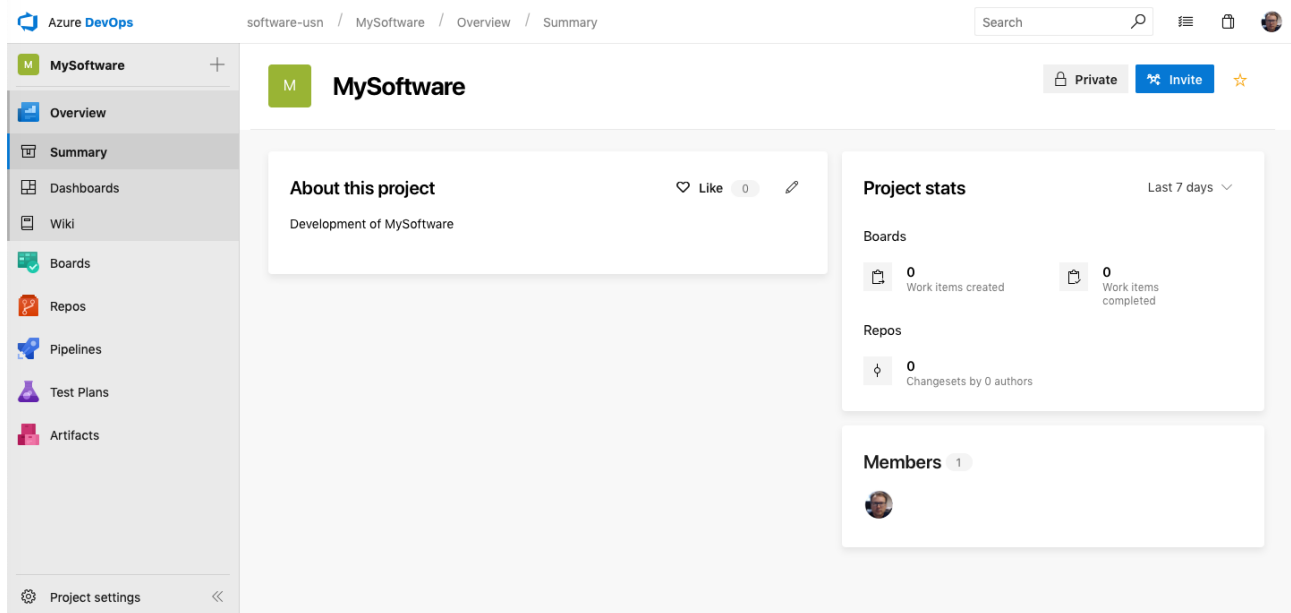 Azure DevOps
software-usn / MySoftware / Overview / Summary
Search
M MySoftware
Overview
Summary
Dashboards
Wiki
Boards
Repos
Pipelines
Test Plans
Artifacts
Project settings
M MySoftware
Private
Invite
About this project
Like 0
Development of MySoftware
Project stats
Last 7 days
Boards
0
Work items created
0
Work items
completed
Repos
0
Changesets by 0 authors
Members 1